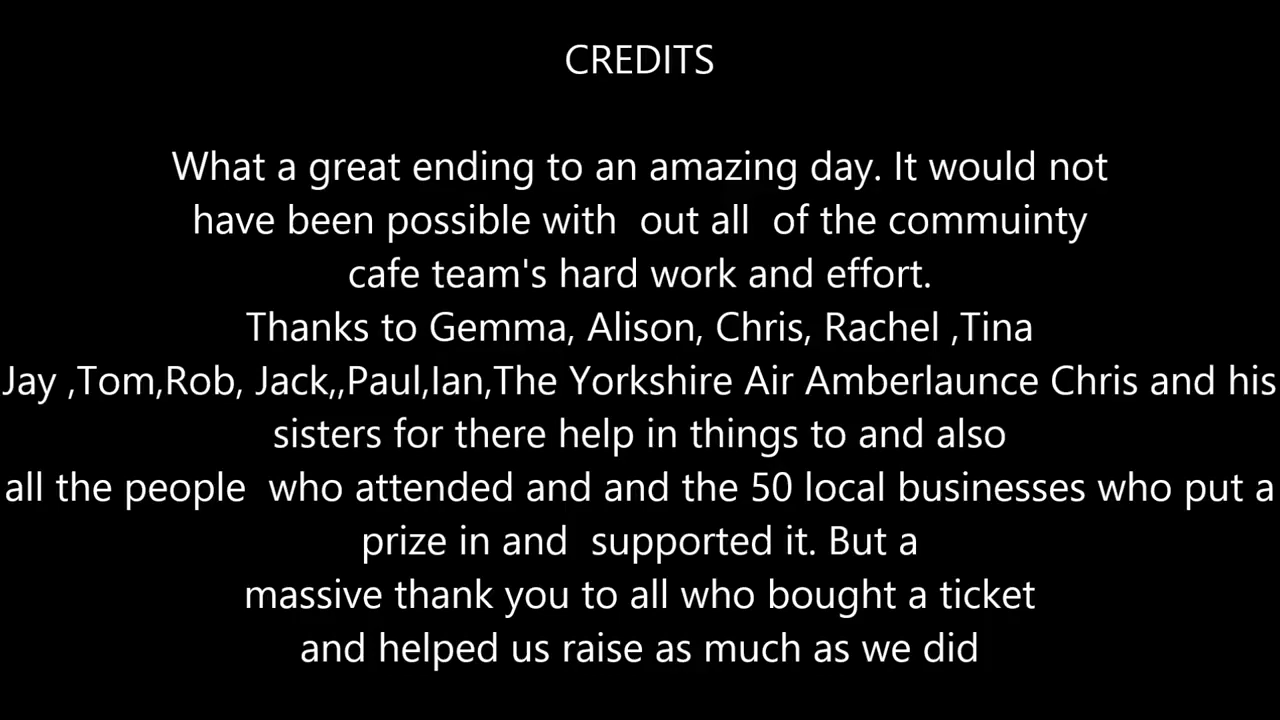 CREDITS
What a great ending to an amazing day. It would not
have been possible with  out all  of the commuinty
cafe team's hard work and effort.
Thanks to Gemma, Alison, Chris, Rachel ,Tina
Jay ,Tom,Rob, Jack,,Paul,Ian,The Yorkshire Air Amberlaunce Chris and his
sisters for there help in things to and also
all the people  who attended and and the 50 local businesses who put a
prize in and  supported it. But a
massive thank you to all who bought a ticket
and helped us raise as much as we did